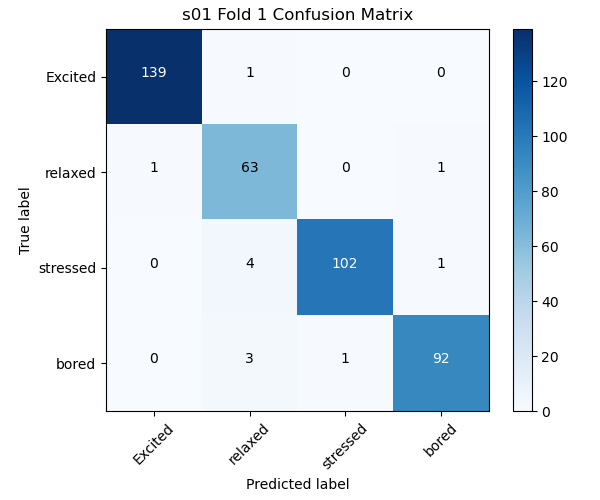 s01 Fold 1 Confusion Matrix
True label
Excited 139 1 0 0
relaxed 1 63 0 1
stressed 0 4 102 1
bored 0 3 1 92
Excited relaxed stressed bored
Predicted label
120
100
80
60
40
20
0